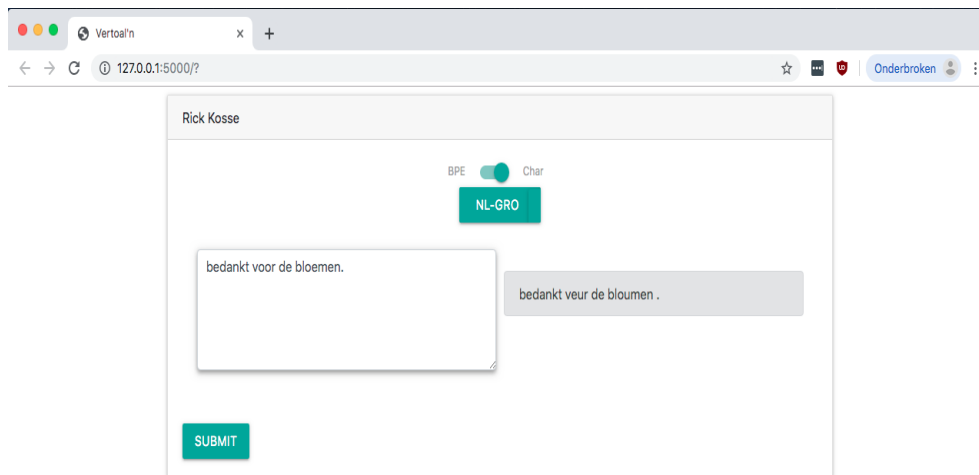 Vertoal'n
127.0.0.1:5000/?
Onderbroken
Rick Kosse
BPE Char
NL-GRO
bedankt voor de bloemen.
bedankt veur de bloumen .
SUBMIT